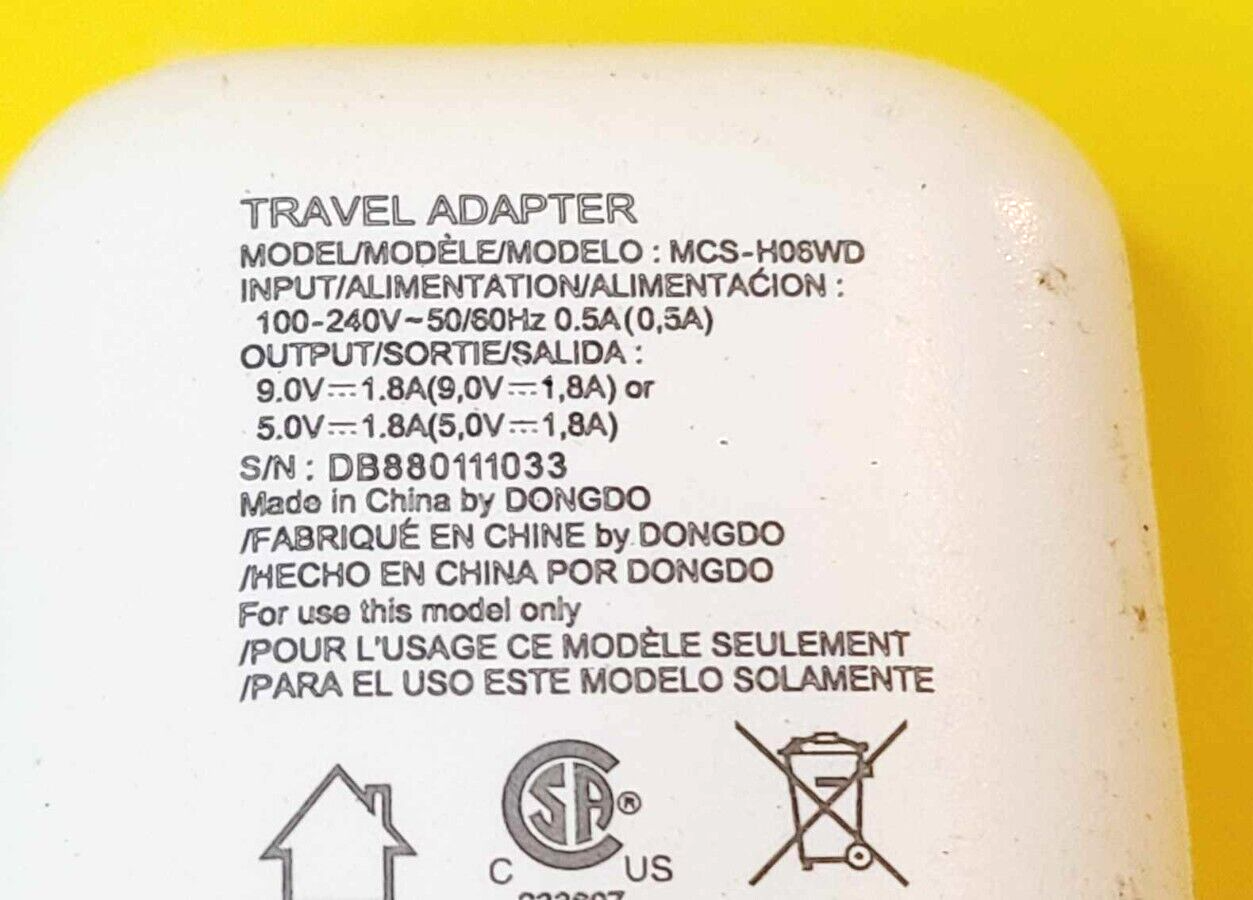 TRAVEL ADAPTER
MODEL/MODÈLE/MODELO : MCS-H06WD
INPUT/ALIMENTATION/ALIMENTAĆION :
100-240V~50/60Hz 0.5A(0,5A)
OUTPUT/SORTIE/SALIDA :
9.0V⎓1.8A(9,0V⎓1,8A) or
5.0V⎓1.8A(5,0V⎓1,8A)
S/N : DB880111033
Made in China by DONGDO
/FABRIQUÉ EN CHINE by DONGDO
/HECHO EN CHINA POR DONGDO
For use this model only
/POUR L'USAGE CE MODÈLE SEULEMENT
/PARA EL USO ESTE MODELO SOLAMENTE
CSA®
C US